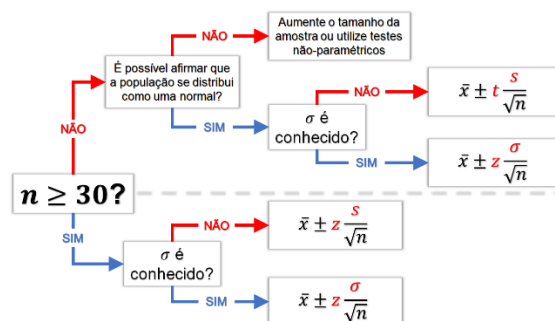 NÃO
Aumente o tamanho da
amostra ou utilize testes
não-paramétricos
É possível afirmar que
a população se distribui
como uma normal?
SIM
σ é
conhecido?
NÃO
x̄ ± t s/√n
SIM
x̄ ± z σ/√n
NÃO
n ≥ 30?
SIM
σ é
conhecido?
NÃO
x̄ ± z s/√n
SIM
x̄ ± z σ/√n